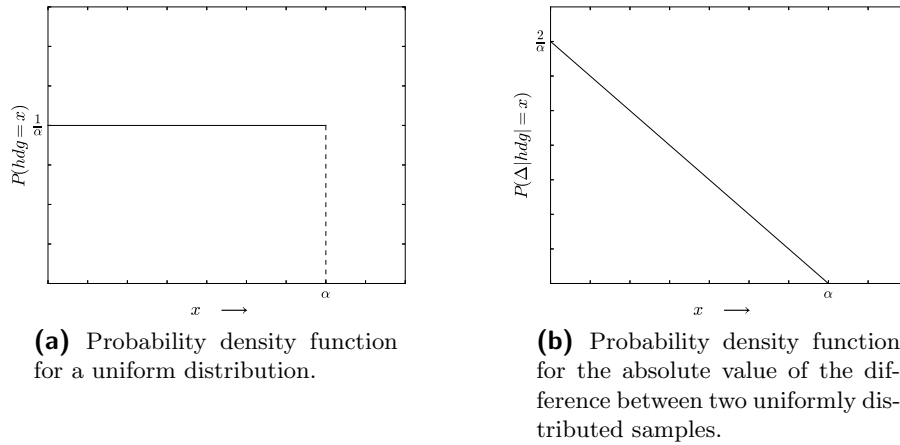 1/α
P(hdg = x)
α
x ⟶
(a) Probability density function
for a uniform distribution.
2/α
P(Δ|hdg| = x)
α
x ⟶
(b) Probability density function
for the absolute value of the dif-
ference between two uniformly dis-
tributed samples.